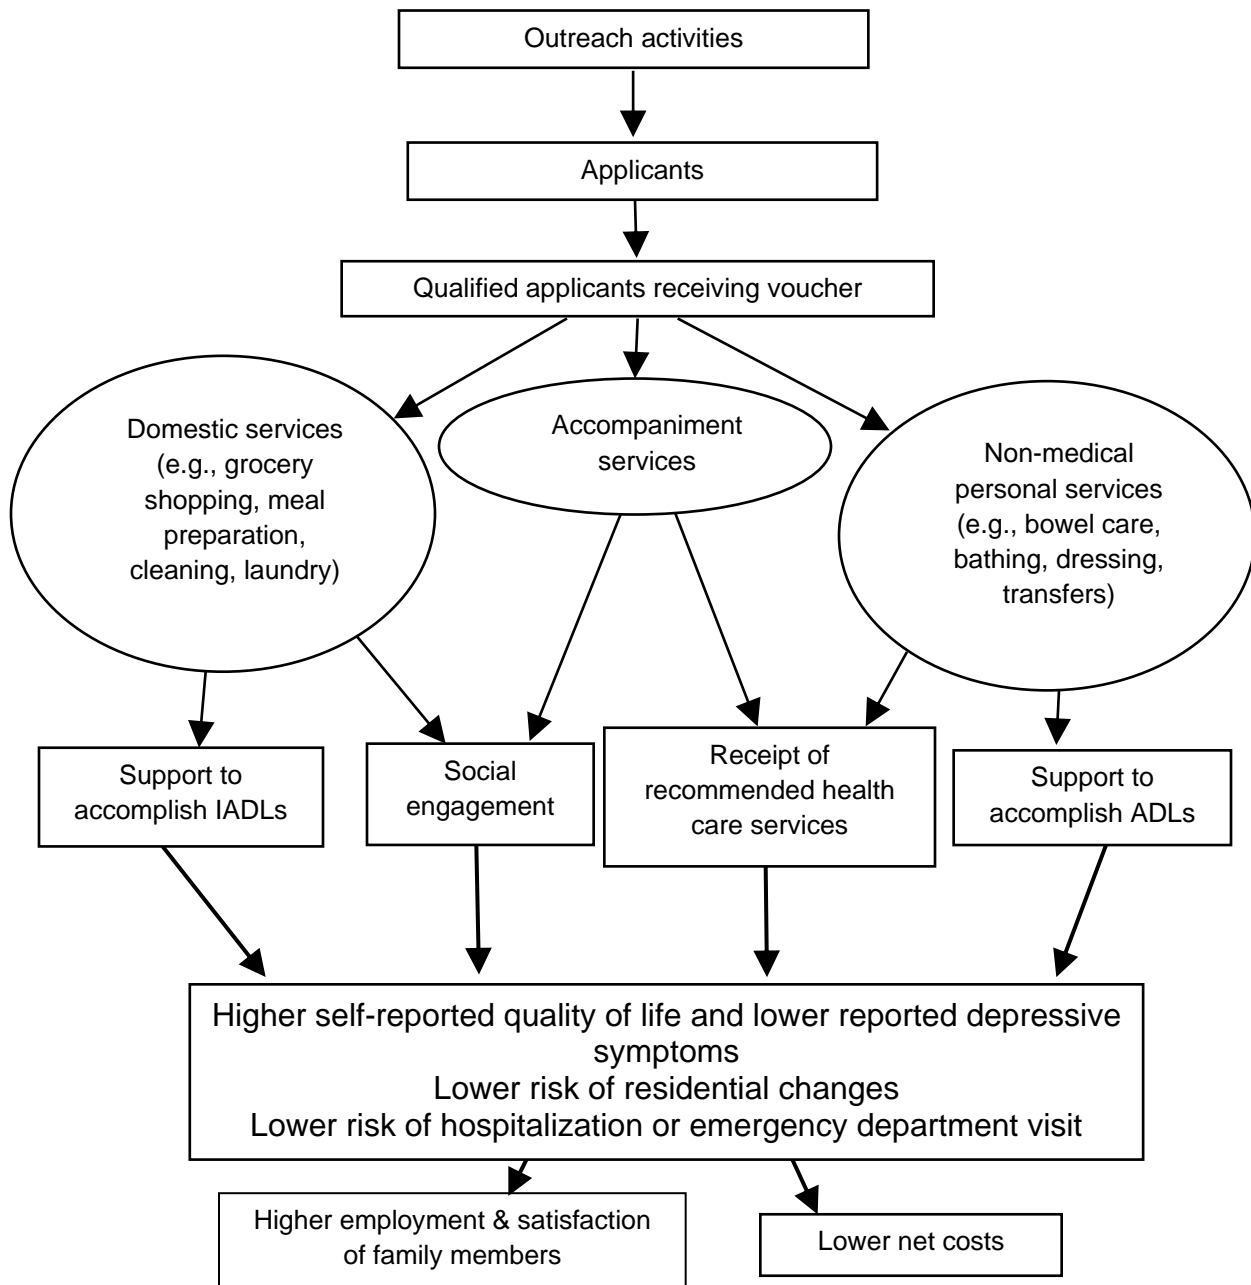 Outreach activities
Applicants
Qualified applicants receiving voucher
Domestic services
(e.g., grocery
shopping, meal
preparation,
cleaning, laundry)
Accompaniment
services
Non-medical
personal services
(e.g., bowel care,
bathing, dressing,
transfers)
Support to
accomplish IADLs
Social
engagement
Receipt of
recommended health
care services
Support to
accomplish ADLs
Higher self-reported quality of life and lower reported depressive
symptoms
Lower risk of residential changes
Lower risk of hospitalization or emergency department visit
Higher employment & satisfaction
of family members
Lower net costs